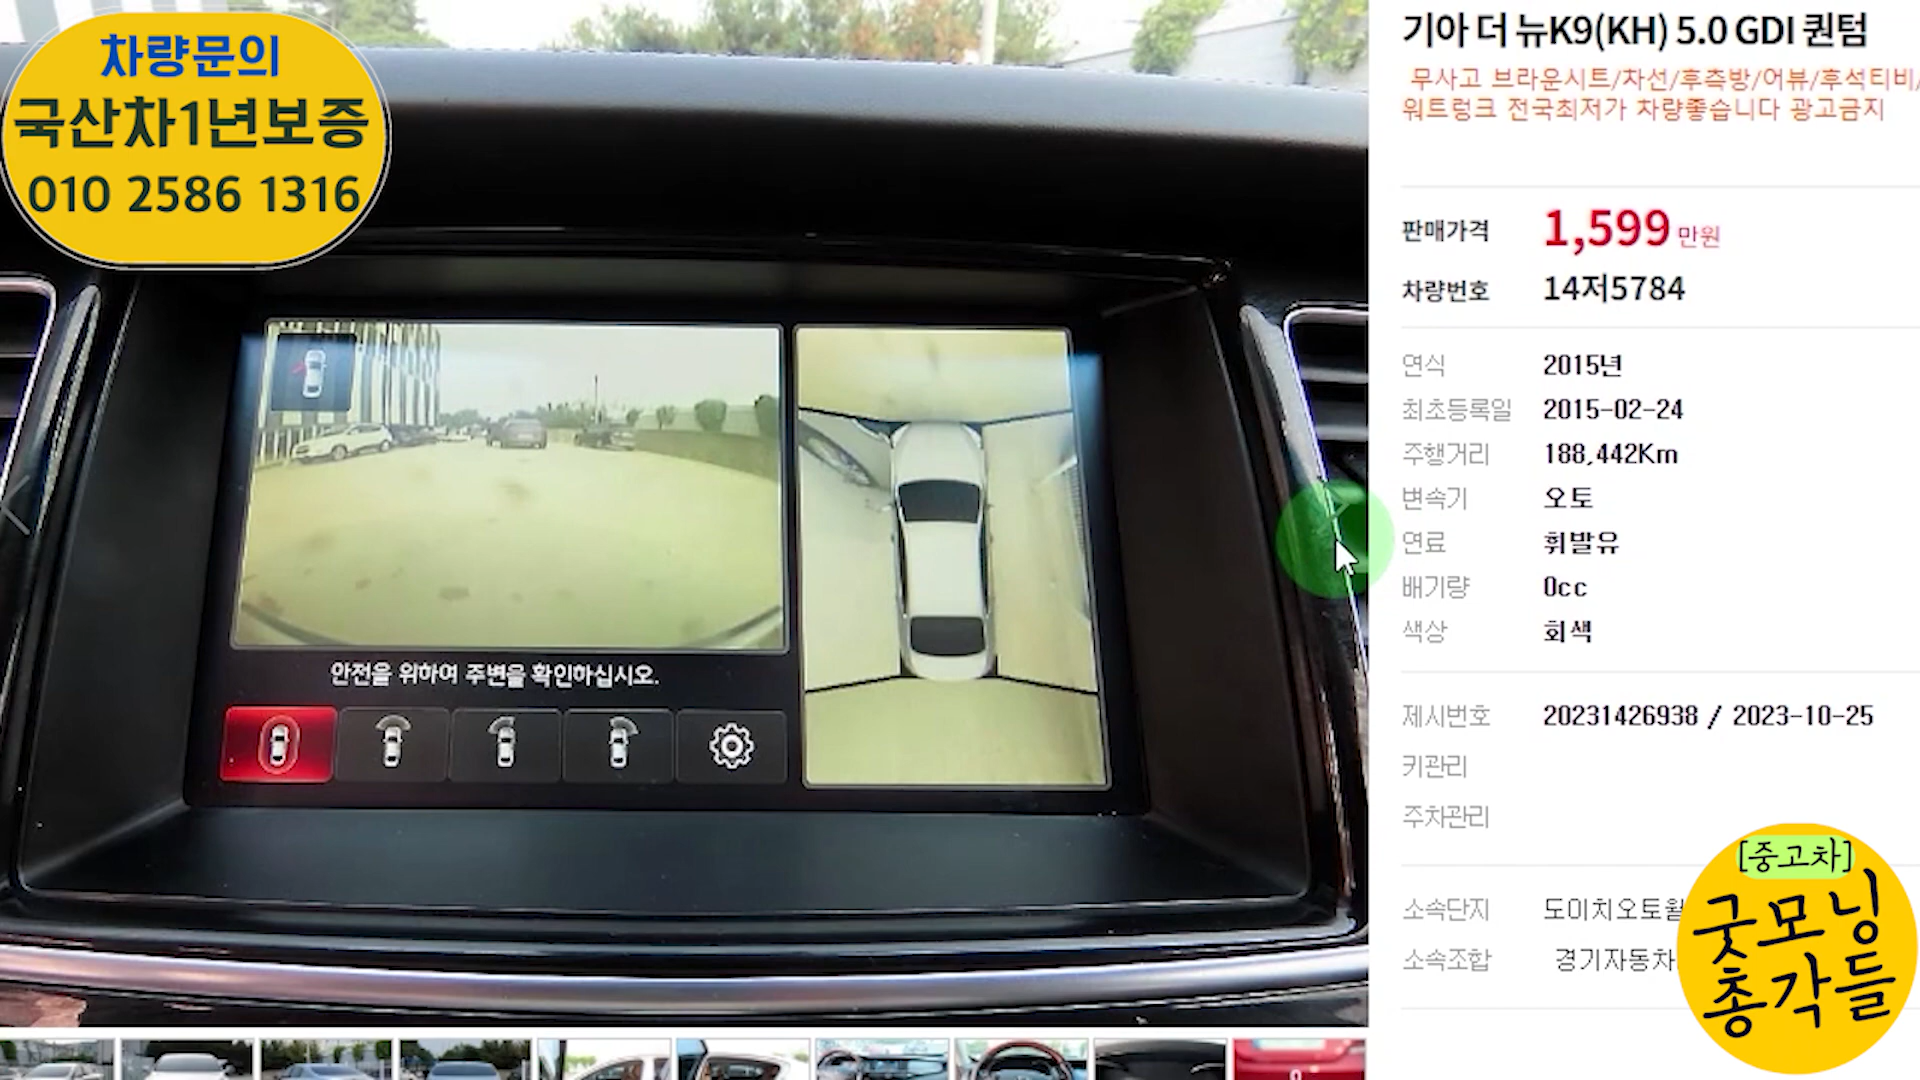 차량문의
국산차1년보증
010 2586 1316
안전을 위하여 주변을 확인하십시오.
기아 더 뉴K9(KH) 5.0 GDI 퀀텀
무사고 브라운시트/차선/후측방/어뷰/후석티비/
워트렁크 전국최저가 차량좋습니다 광고금지
판매가격 1,599만원
차량번호 14저5784
연식 2015년
최초등록일 2015-02-24
주행거리 188,442Km
변속기 오토
연료 휘발유
배기량 0cc
색상 회색
제시번호 20231426938 / 2023-10-25
키관리
주차관리
소속단지 도이치오토월
소속조합 경기자동차
[중고차]
굿모닝
총각들